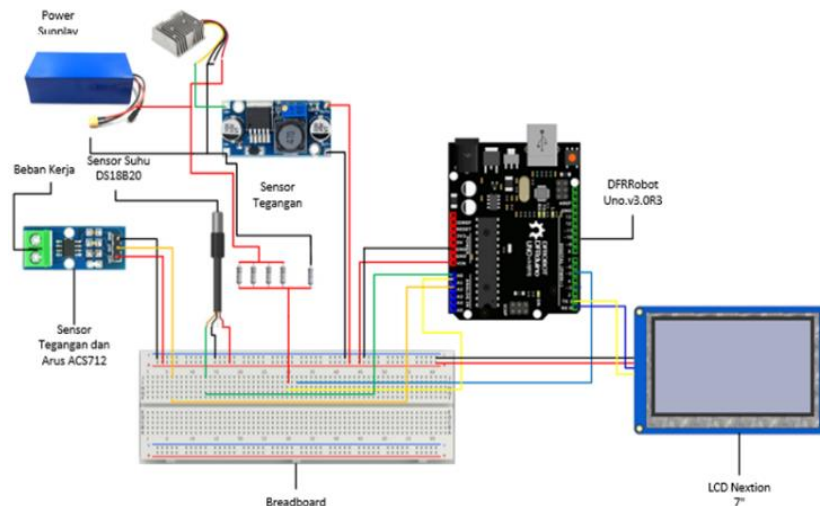 Power
Supplay
Beban Kerja
Sensor Suhu
DS18B20
Sensor
Tegangan
DFRRobot
Uno.v3.0R3
Sensor
Tegangan dan
Arus ACS712
Breadboard
LCD Nextion
7"